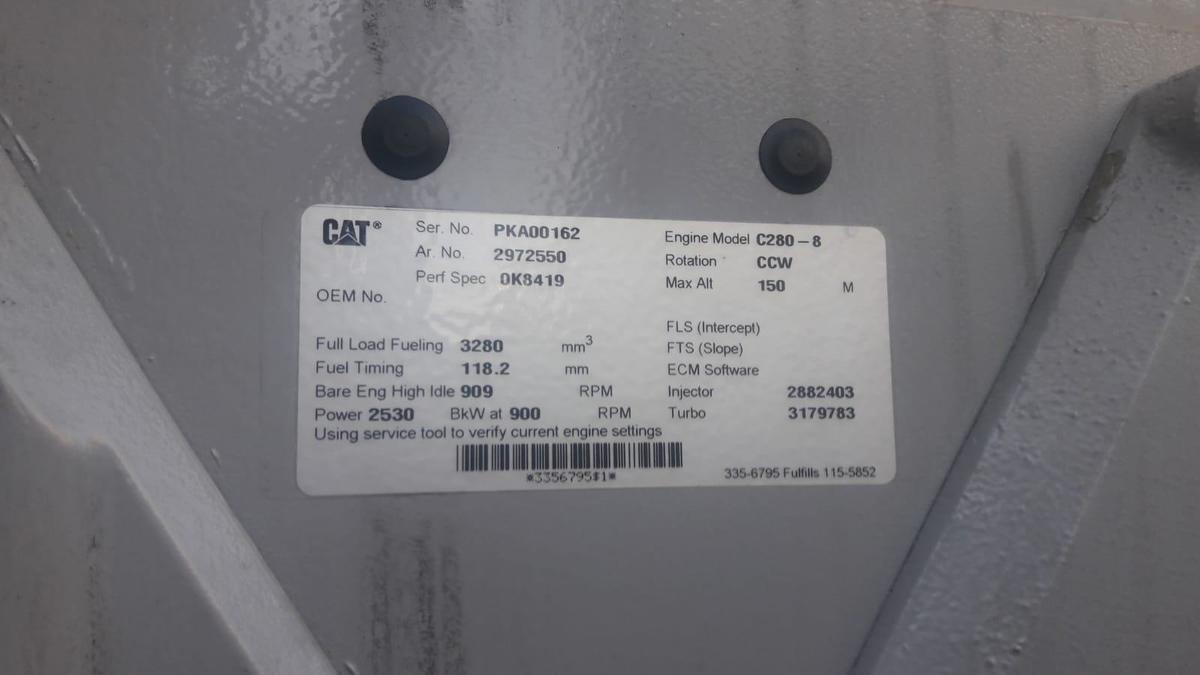 CAT® Ser. No. PKA00162 Engine Model C280-8
Ar. No. 2972550 Rotation CCW
Perf Spec 0K8419 Max Alt 150 M
OEM No.
FLS (Intercept)
Full Load Fueling 3280 mm³ FTS (Slope)
Fuel Timing 118.2 mm ECM Software
Bare Eng High Idle 909 RPM Injector 2882403
Power 2530 BkW at 900 RPM Turbo 3179783
Using service tool to verify current engine settings
*3356795$1* 335-6795 Fulfills 115-5852